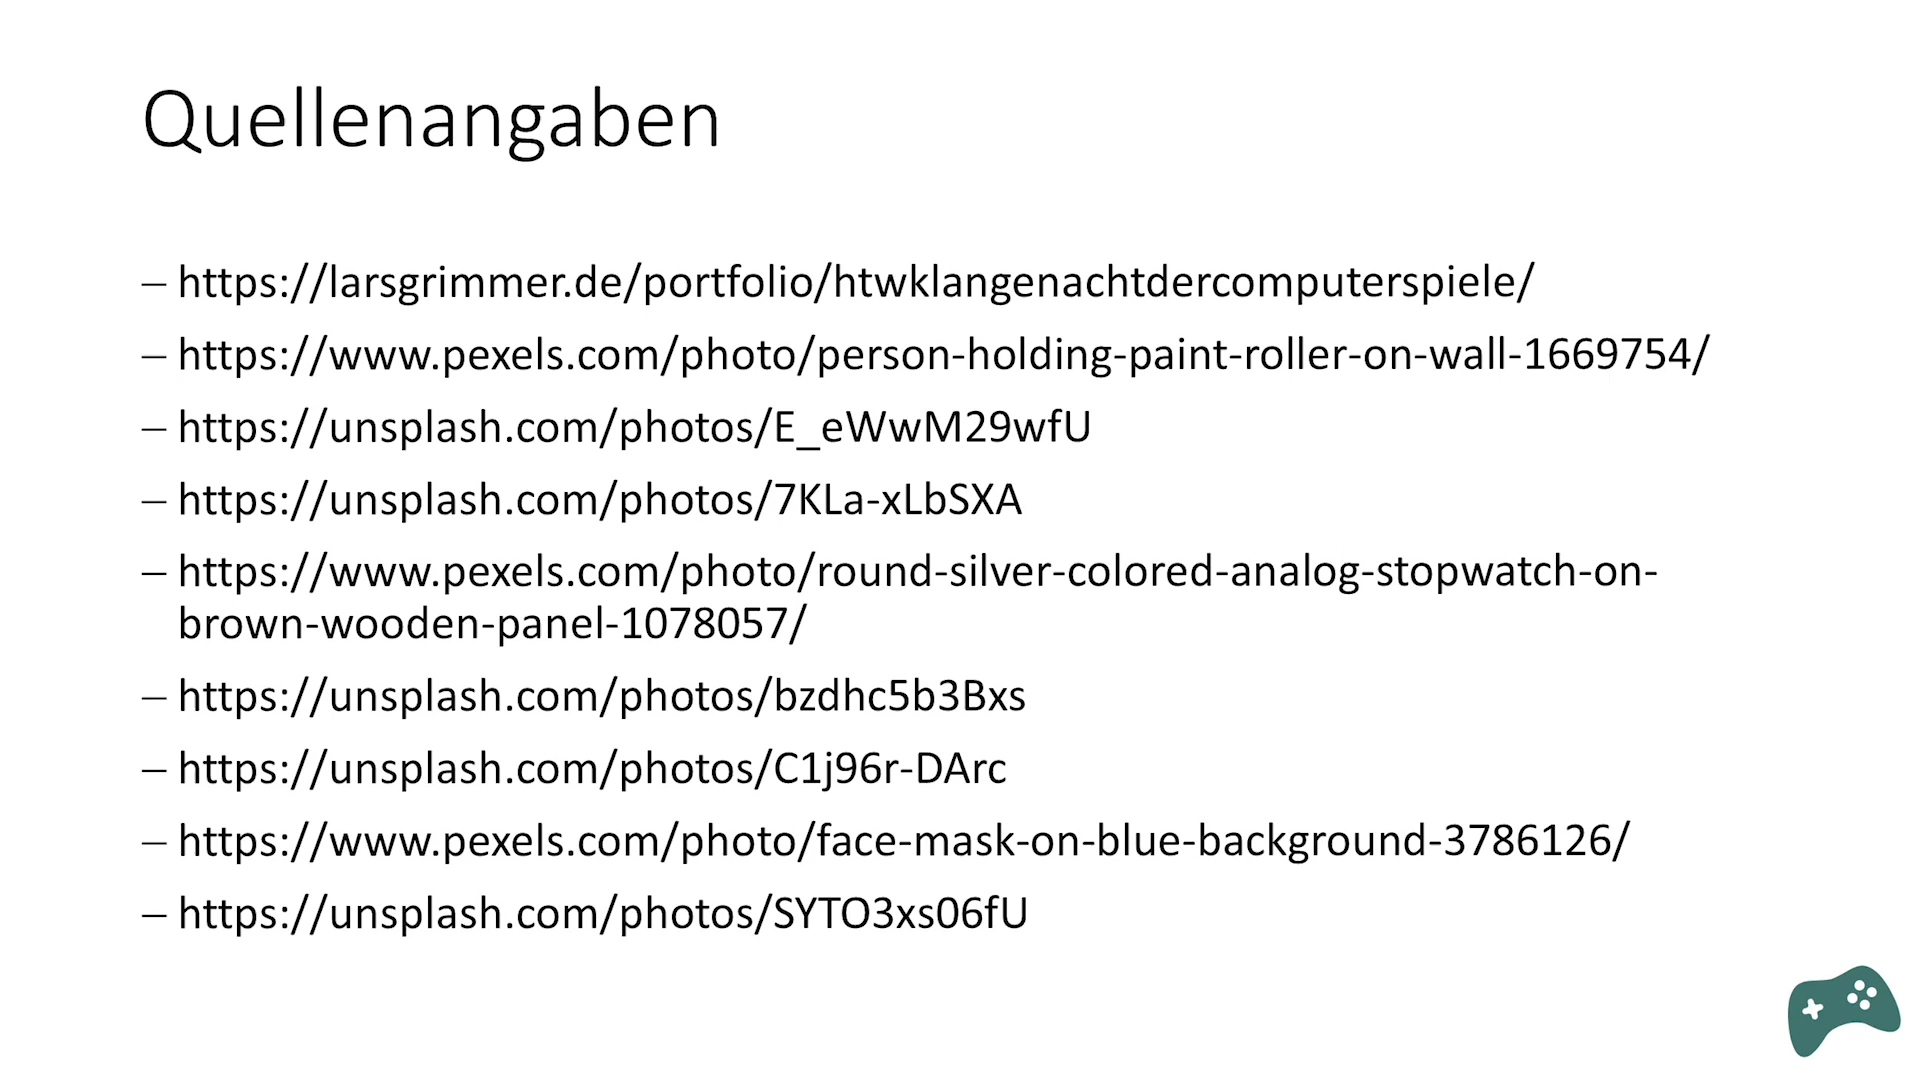 Quellenangaben
– https://larsgrimmer.de/portfolio/htwklangenachtdercomputerspiele/
– https://www.pexels.com/photo/person-holding-paint-roller-on-wall-1669754/
– https://unsplash.com/photos/E_eWwM29wfU
– https://unsplash.com/photos/7KLa-xLbSXA
– https://www.pexels.com/photo/round-silver-colored-analog-stopwatch-on-
brown-wooden-panel-1078057/
– https://unsplash.com/photos/bzdhc5b3Bxs
– https://unsplash.com/photos/C1j96r-DArc
– https://www.pexels.com/photo/face-mask-on-blue-background-3786126/
– https://unsplash.com/photos/SYTO3xs06fU